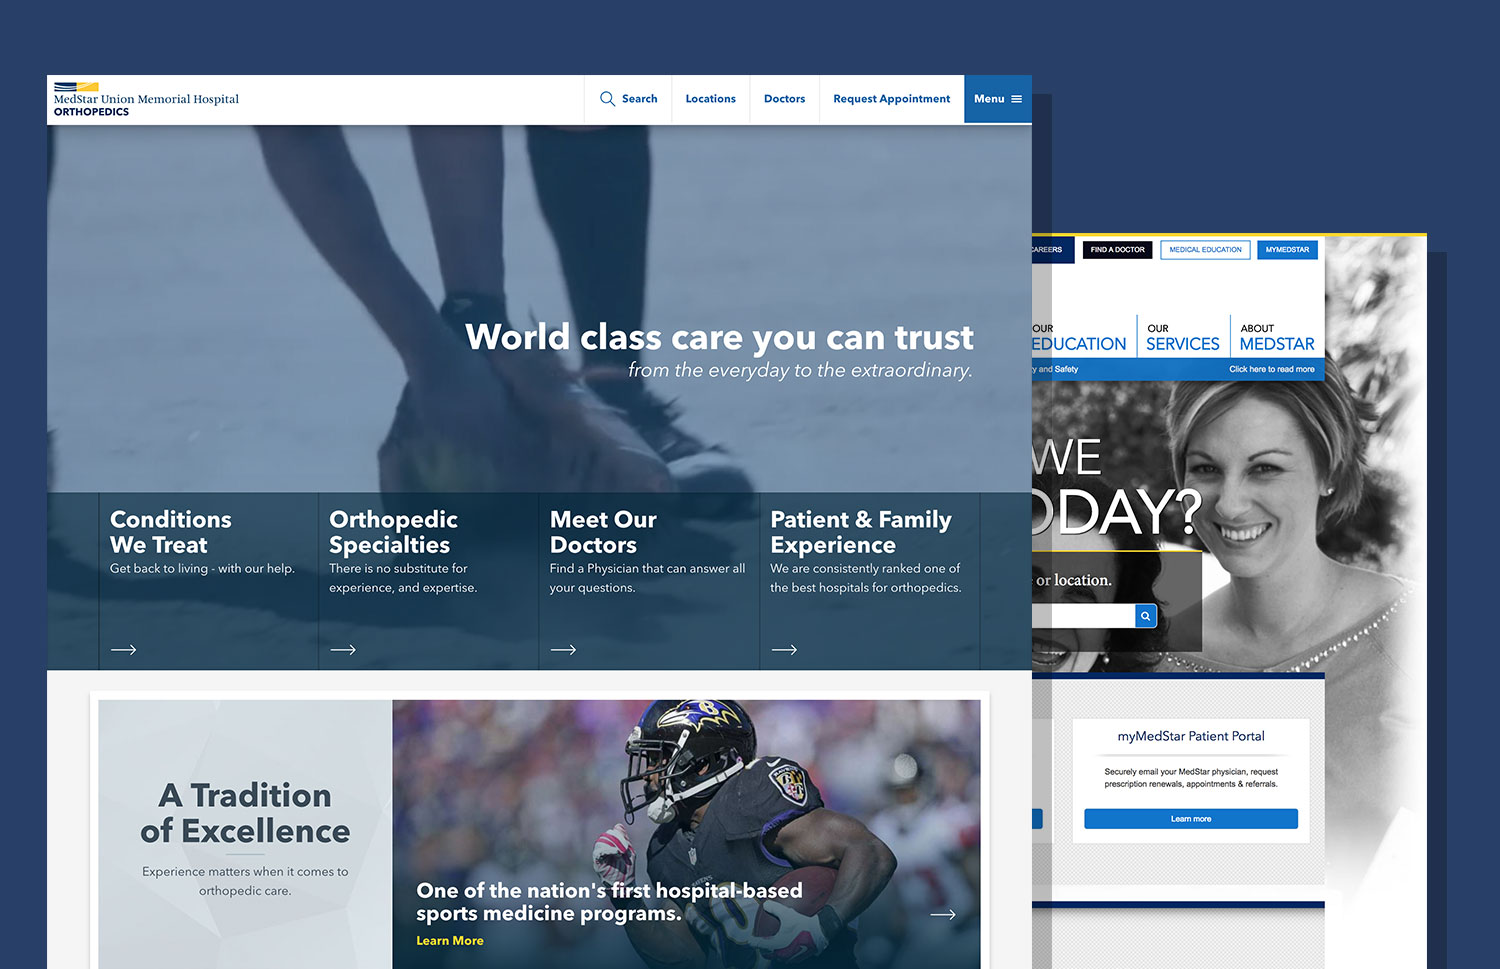 MedStar Union Memorial Hospital
ORTHOPEDICS
Search
Locations
Doctors
Request Appointment
Menu
World class care you can trust
from the everyday to the extraordinary.
Conditions
We Treat
Get back to living - with our help.
Orthopedic
Specialties
There is no substitute for
experience, and expertise.
Meet Our
Doctors
Find a Physician that can answer all
your questions.
Patient & Family
Experience
We are consistently ranked one of
the best hospitals for orthopedics.
A Tradition
of Excellence
Experience matters when it comes to
orthopedic care.
RAVENS
One of the nation's first hospital-based
sports medicine programs.
Learn More
CAREERS
FIND A DOCTOR
MEDICAL EDUCATION
MYMEDSTAR
OUR
EDUCATION
OUR
SERVICES
ABOUT
MEDSTAR
y and Safety
Click here to read more
WE
ODAY?
or location.
myMedStar Patient Portal
Securely email your MedStar physician, request
prescription renewals, appointments & referrals.
Learn more